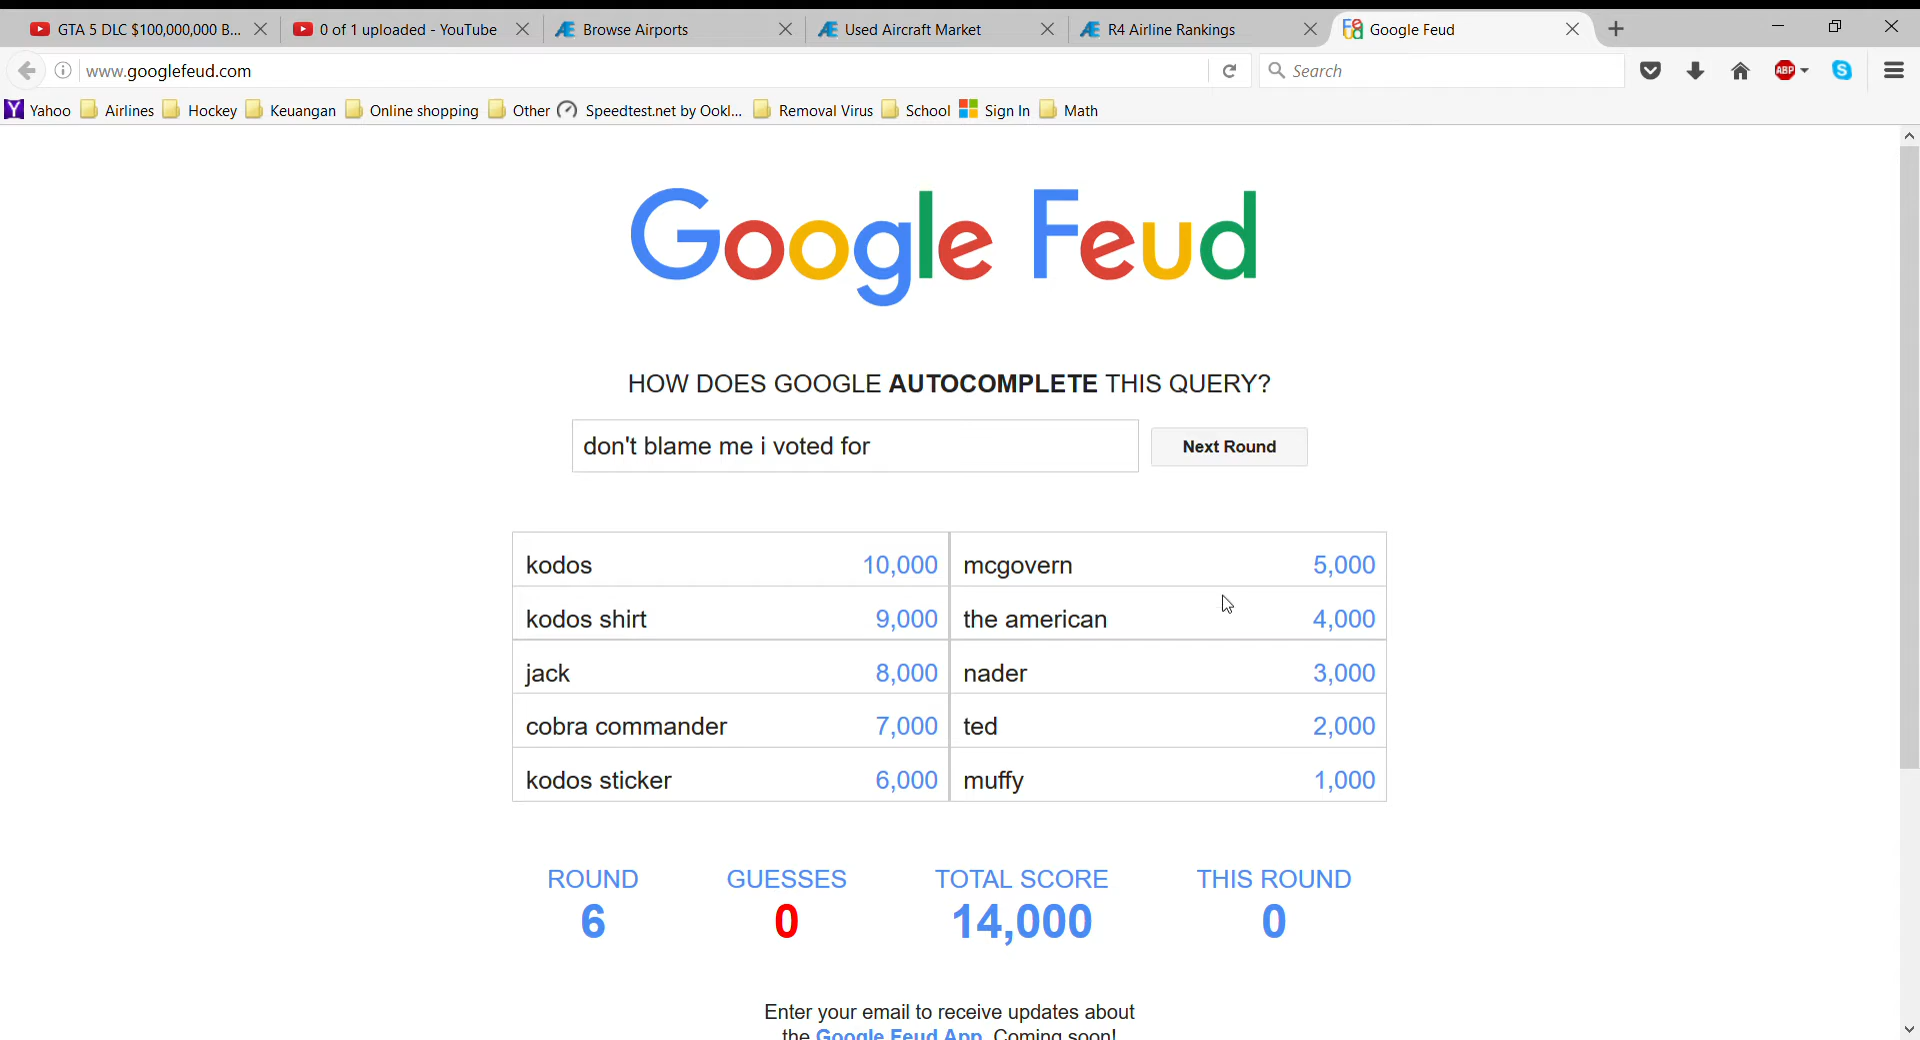 GTA 5 DLC $100,000,000 B...
0 of 1 uploaded - YouTube
Browse Airports
Used Aircraft Market
R4 Airline Rankings
Google Feud
www.googlefeud.com
Search
ABP
Yahoo
Airlines
Hockey
Keuangan
Online shopping
Other
Speedtest.net by Ookl...
Removal Virus
School
Sign In
Math
Google Feud
HOW DOES GOOGLE AUTOCOMPLETE THIS QUERY?
don't blame me i voted for
Next Round
kodos 10,000
kodos shirt 9,000
jack 8,000
cobra commander 7,000
kodos sticker 6,000
mcgovern 5,000
the american 4,000
nader 3,000
ted 2,000
muffy 1,000
ROUND
6
GUESSES
0
TOTAL SCORE
14,000
THIS ROUND
0
Enter your email to receive updates about
the Google Feud App. Coming soon!